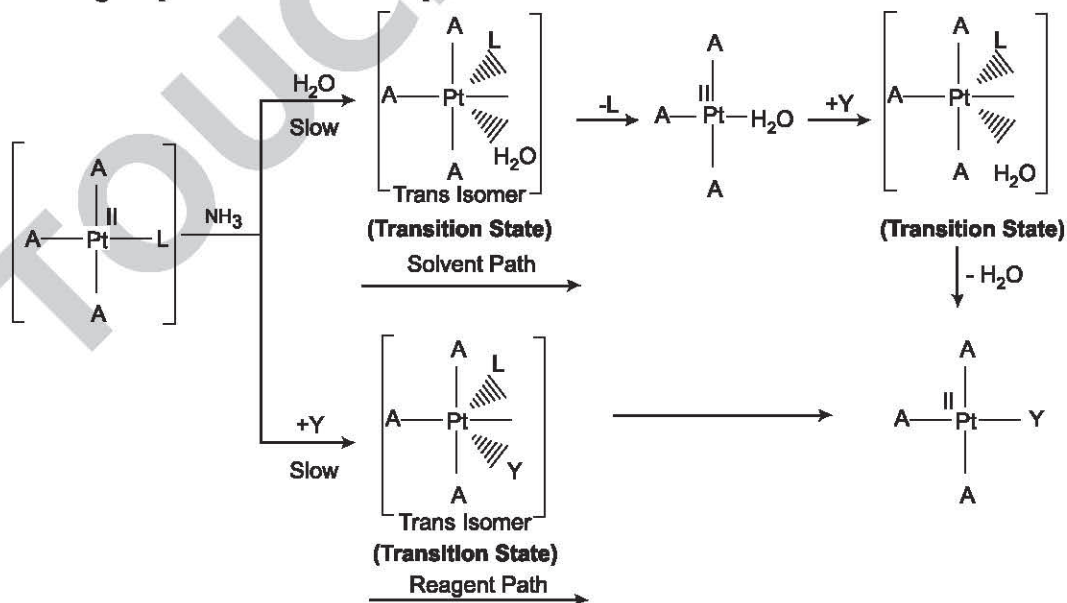 A
L
A Pt
H₂O
A
Trans Isomer
(Transition State)
H₂O
Slow
-L
A
II
A Pt H₂O
A
+Y
A
L
A Pt
A H₂O
(Transition State)
- H₂O
A
II
A Pt L
A
NH₃
Solvent Path
+Y
Slow
A
L
A Pt
Y
A
Trans Isomer
(Transition State)
Reagent Path
A
II
A Pt Y
A